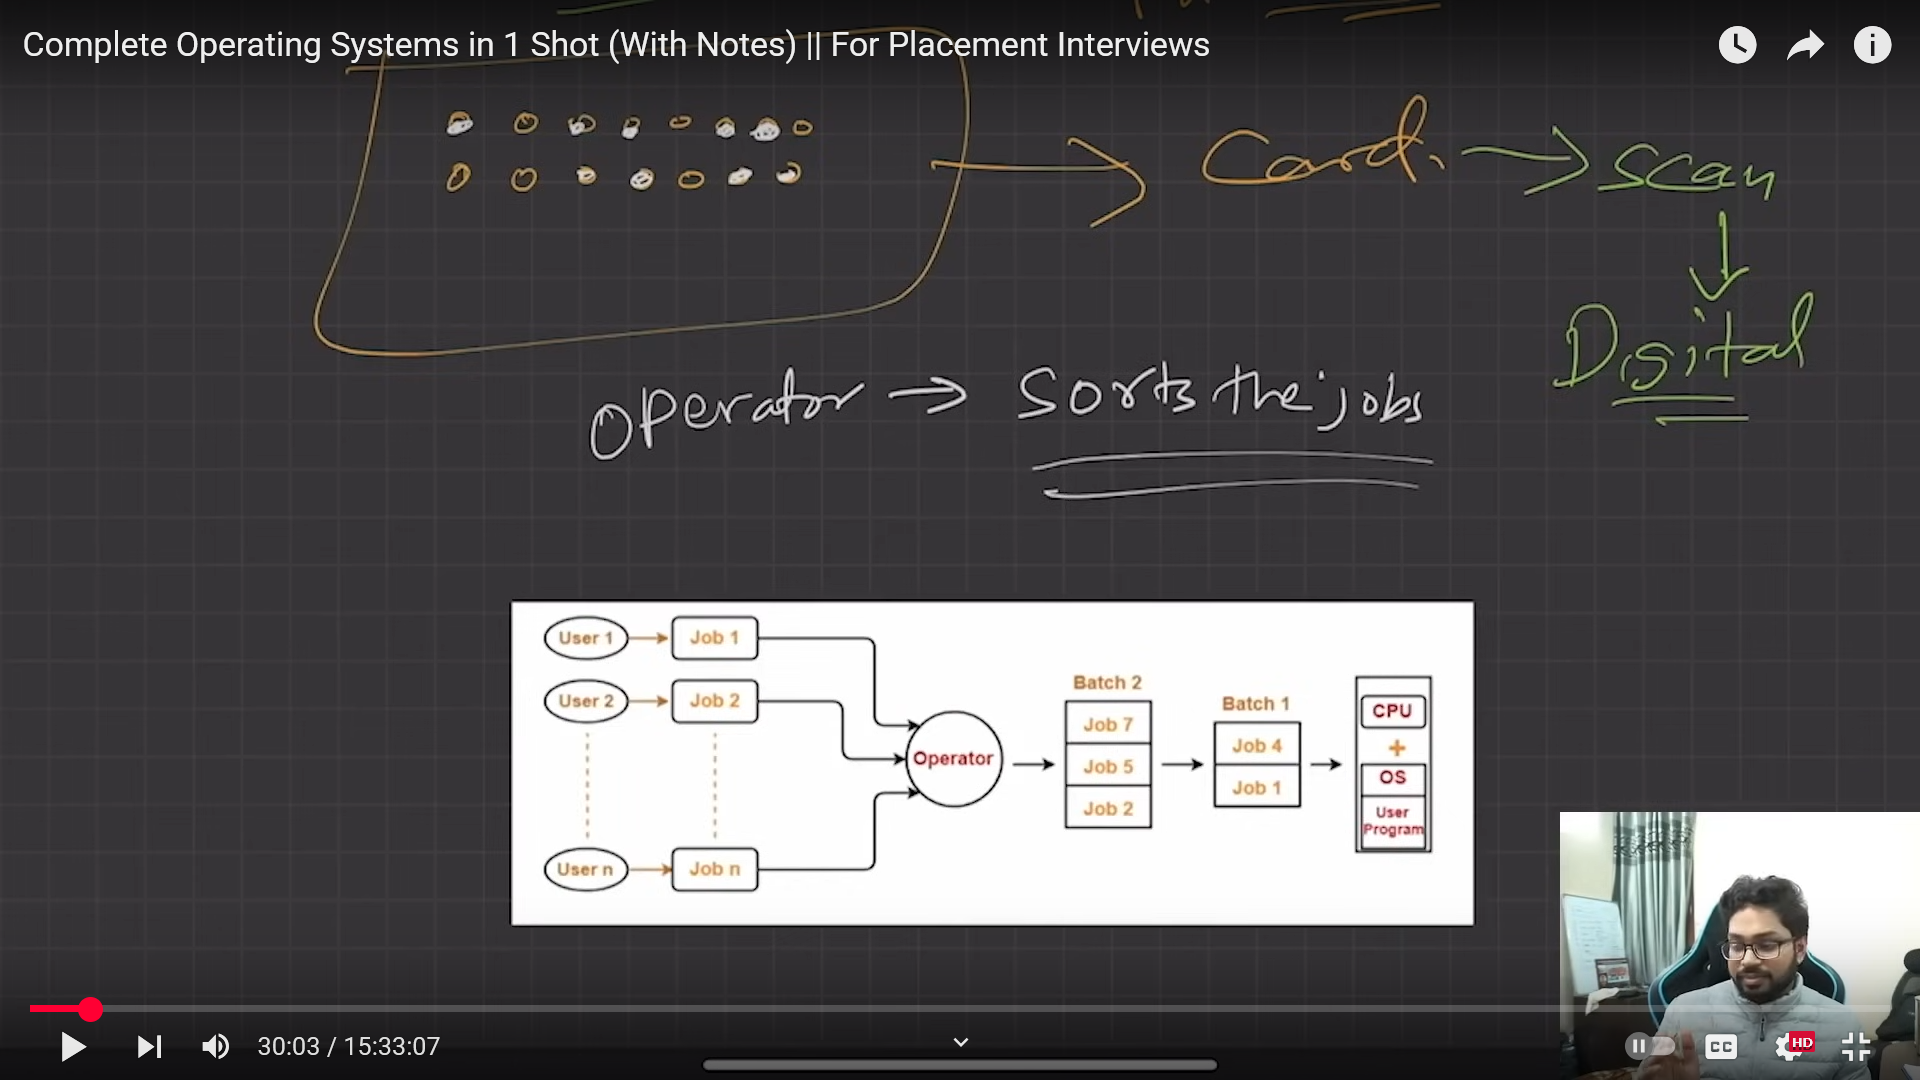 Complete Operating Systems in 1 Shot (With Notes) || For Placement Interviews
Card.
Scan
Digital
Operator → Sorts the jobs
User 1
Job 1
User 2
Job 2
User n
Job n
Operator
Batch 2
Job 7
Job 5
Job 2
Batch 1
Job 4
Job 1
CPU
+
OS
User
Program
30:03 / 15:33:07
CC
HD